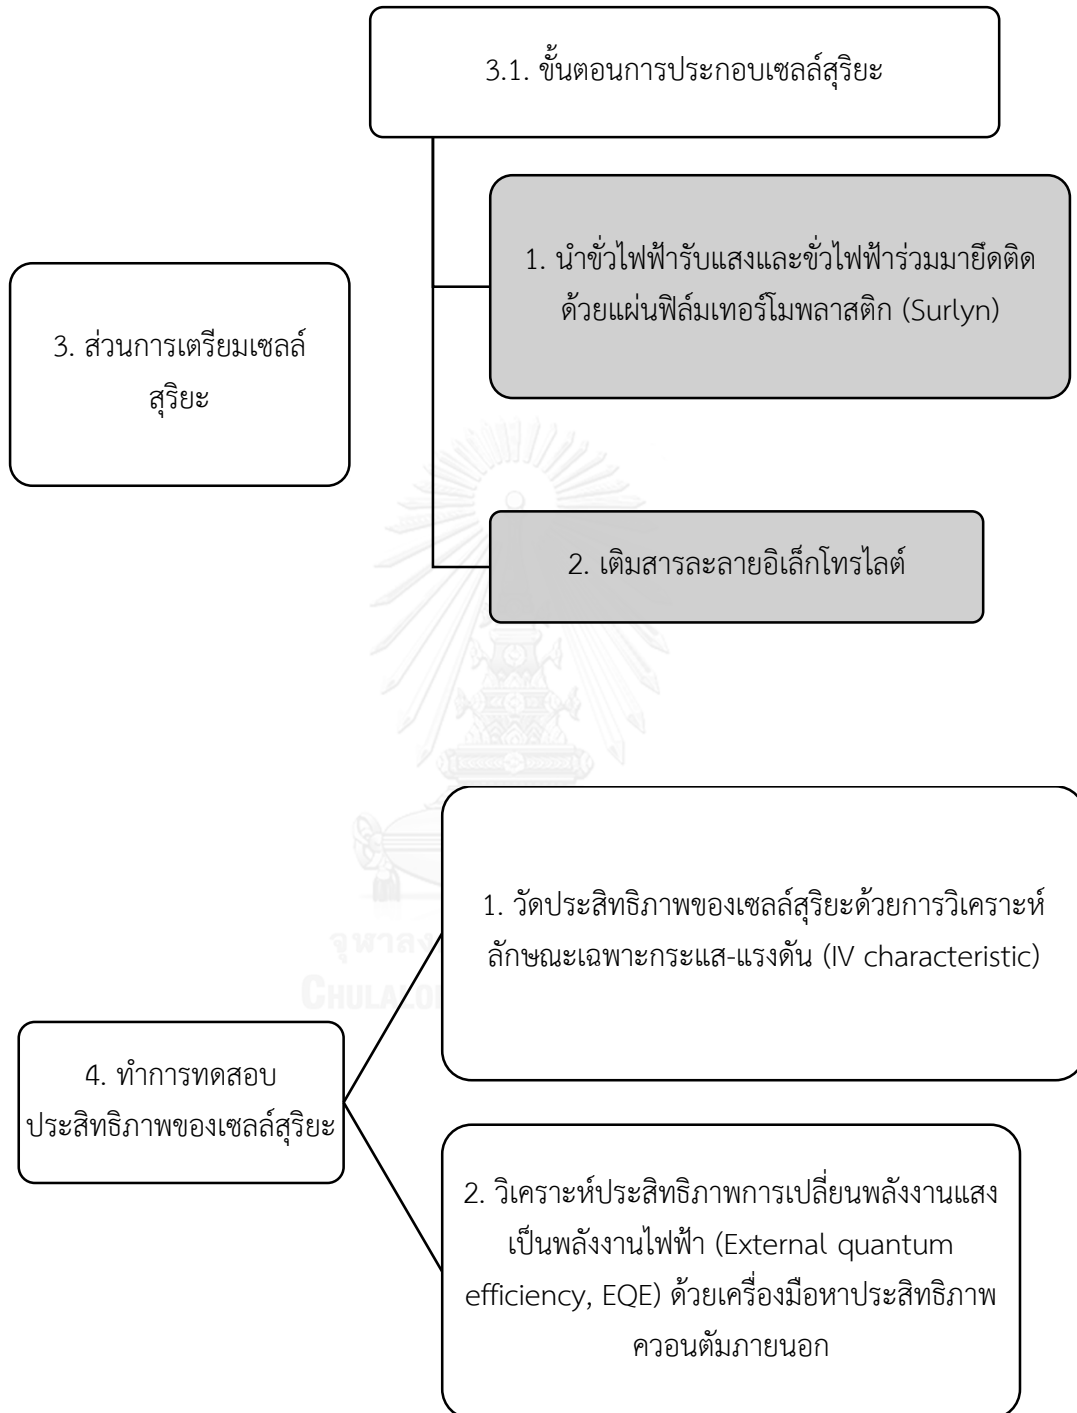 3.1. ขั้นตอนการประกอบเซลล์สุริยะ
3. ส่วนการเตรียมเซลล์
สุริยะ
1. นำขั่วไฟฟ้ารับแสงและขั่วไฟฟ้าร่วมมายึดติด
ด้วยแผ่นฟิล์มเทอร์โมพลาสติก (Surlyn)
2. เติมสารละลายอิเล็กโทรไลต์
4. ทำการทดสอบ
ประสิทธิภาพของเซลล์สุริยะ
1. วัดประสิทธิภาพของเซลล์สุริยะด้วยการวิเคราะห์
ลักษณะเฉพาะกระแส-แรงดัน (IV characteristic)
2. วิเคราะห์ประสิทธิภาพการเปลี่ยนพลังงานแสง
เป็นพลังงานไฟฟ้า (External quantum
efficiency, EQE) ด้วยเครื่องมือหาประสิทธิภาพ
ควอนตัมภายนอก